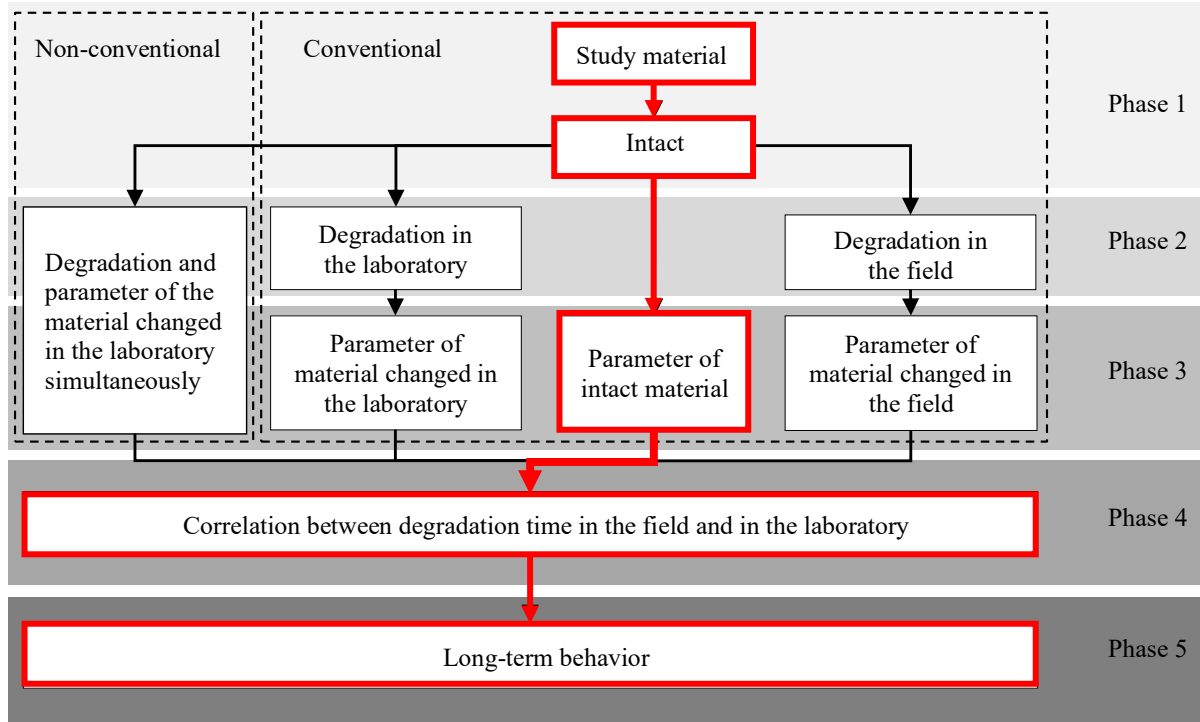 Non-conventional
Conventional
Study material
Phase 1
Intact
Degradation and
parameter of the
material changed
in the laboratory
simultaneously
Degradation in
the laboratory
Degradation in
the field
Phase 2
Parameter of
material changed in
the laboratory
Parameter of
intact material
Parameter of
material changed in
the field
Phase 3
Correlation between degradation time in the field and in the laboratory
Phase 4
Long-term behavior
Phase 5